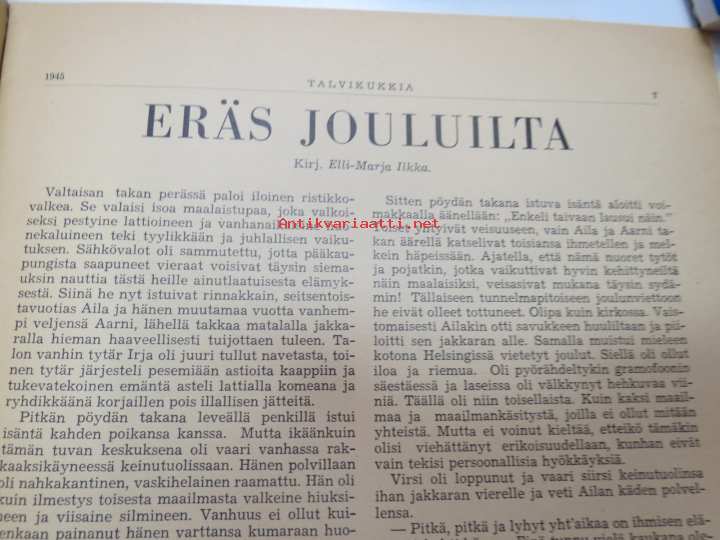 1945
TALVIKUKKIA
7
ERÄS JOULUILTA
Kirj. Elli-Marja Ilkka.
Valtaisan takan perässä paloi iloinen ristikko-
valkea. Se valaisi isoa maalaistupaa, joka valkoi-
seksi pestyine lattioineen ja vanhanaikaisine
nekaluineen teki tyylikkään ja juhlallisen vaiku-
tuksen. Sähkövalot oli sammutettu, jotta pääkau-
pungista saapuneet vieraat voisivat täysin siemauk-
sin nauttia tästä heille ainutlaatuisesta elämyk-
sestä. Siinä he nyt istuivat rinnakkain, seitsentois-
tavuotias Aila ja hänen muutamaa vuotta vanhem-
pi veljensä Aarni, lähellä takkaa matalalla jakka-
ralla hieman haaveellisesti tuijottaen tuleen. Ta-
lon vanhin tytär Irja oli juuri tullut navetasta, toi-
nen tytär järjesteli pesemiään astioita kaappiin ja
tukevatekoinen emäntä asteli lattialla komeana ja
ryhdikkäänä korjaillen pois illallisen jätteitä.
Pitkän pöydän takana leveällä penkillä istui
isäntä kahden poikansa kanssa. Mutta ikäänkuin
tämän tuvan keskuksena oli vaari vanhassa rak-
kaaksikäyneessä keinutuolissaan. Hänen polvillaan
oli nahkakantinen, vaskihelainen raamattu. Hän oli
kuin ilmestys toisesta maailmasta valkeine hiuksi-
neen ja viisaine silmineen. Vanhuus ei ollut kui-
tenkaan painanut hänen varttansa kumaraan
Sitten pöydän takana istuva isäntä aloitti voi-
makkaalla äänellään: „Enkeli taivaan lausui näin."
Toiset yhtyivät veisuuseen, vain Aila ja Aarni ta-
kan äärellä katselivat toisiansa ihmetellen ja mel-
kein häpeissään. Ajatella, että nämä nuoret tytöt
ja pojatkin, jotka vaikuttivat hyvin kehittyneiltä
näin maalaisiksi, veisasivat mukana täysin sydä-
min! Tällaiseen tunnelmapitoiseen joulunviettoon
he eivät olleet tottuneet. Olipa kuin kirkossa. Vais-
tomaisesti Ailakin otti savukkeen huuliltaan ja pii-
loitti sen jakkaran alle. Samalla muistui mieleen
kotona Helsingissä vietetyt joulut. Siellä oli ollut
iloa ja riemua. Oli pyörähdeltykin gramofoonin
säestäessä ja laseissa oli välkkynyt hehkuvaa vii-
niä. Täällä oli niin toisellaista. Kuin kaksi maail-
maa ja maailmankäsitystä, joilla ei ollut mitään
yhteistä. Mutta ei voinut kieltää, etteikö tämäkin
olisi viehättänyt erikoisuudellaan, kunhan eivät
vain tekisi persoonallisia hyökkäyksiä.
Virsi oli loppunut ja vaari siirsi keinutuolinsa
ihan jakkaran vierelle ja veti Ailan käden polvel-
lensa.
— Pitkä, pitkä ja lyhyt yht'aikaa on ihmisen elä-
Antikvariaatti.net